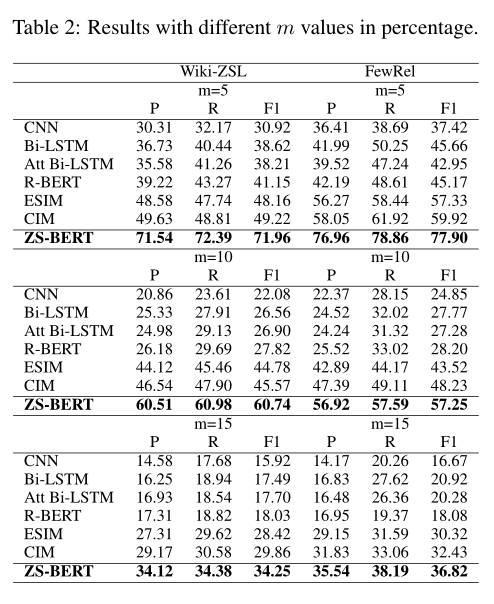 Table 2: Results with different m values in percentage.
Wiki-ZSL FewRel
m=5 m=5
P R F1 P R F1
CNN 30.31 32.17 30.92 36.41 38.69 37.42
Bi-LSTM 36.73 40.44 38.62 41.99 50.25 45.66
Att Bi-LSTM 35.58 41.26 38.21 39.52 47.24 42.95
R-BERT 39.22 43.27 41.15 42.19 48.61 45.17
ESIM 48.58 47.74 48.16 56.27 58.44 57.33
CIM 49.63 48.81 49.22 58.05 61.92 59.92
ZS-BERT 71.54 72.39 71.96 76.96 78.86 77.90
m=10 m=10
P R F1 P R F1
CNN 20.86 23.61 22.08 22.37 28.15 24.85
Bi-LSTM 25.33 27.91 26.56 24.52 32.02 27.77
Att Bi-LSTM 24.98 29.13 26.90 24.24 31.32 27.28
R-BERT 26.18 29.69 27.82 25.52 33.02 28.20
ESIM 44.12 45.46 44.78 42.89 44.17 43.52
CIM 46.54 47.90 45.57 47.39 49.11 48.23
ZS-BERT 60.51 60.98 60.74 56.92 57.59 57.25
m=15 m=15
P R F1 P R F1
CNN 14.58 17.68 15.92 14.17 20.26 16.67
Bi-LSTM 16.25 18.94 17.49 16.83 27.62 20.92
Att Bi-LSTM 16.93 18.54 17.70 16.48 26.36 20.28
R-BERT 17.31 18.82 18.03 16.95 19.37 18.08
ESIM 27.31 29.62 28.42 29.15 31.59 30.32
CIM 29.17 30.58 29.86 31.83 33.06 32.43
ZS-BERT 34.12 34.38 34.25 35.54 38.19 36.82